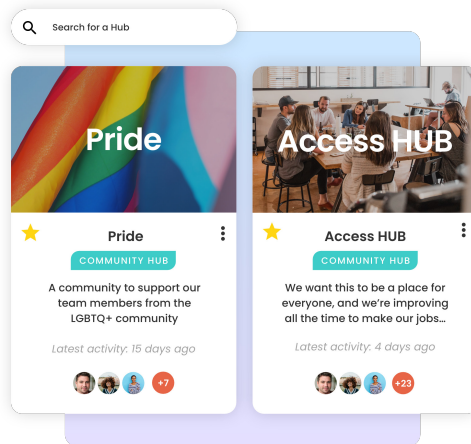 Search for a Hub
Pride
Access HUB
Pride
COMMUNITY HUB
A community to support our
team members from the
LGBTQ+ community
Latest activity: 15 days ago
+7
Access HUB
COMMUNITY HUB
We want this to be a place for
everyone, and we're improving
all the time to make our jobs...
Latest activity: 4 days ago
+23